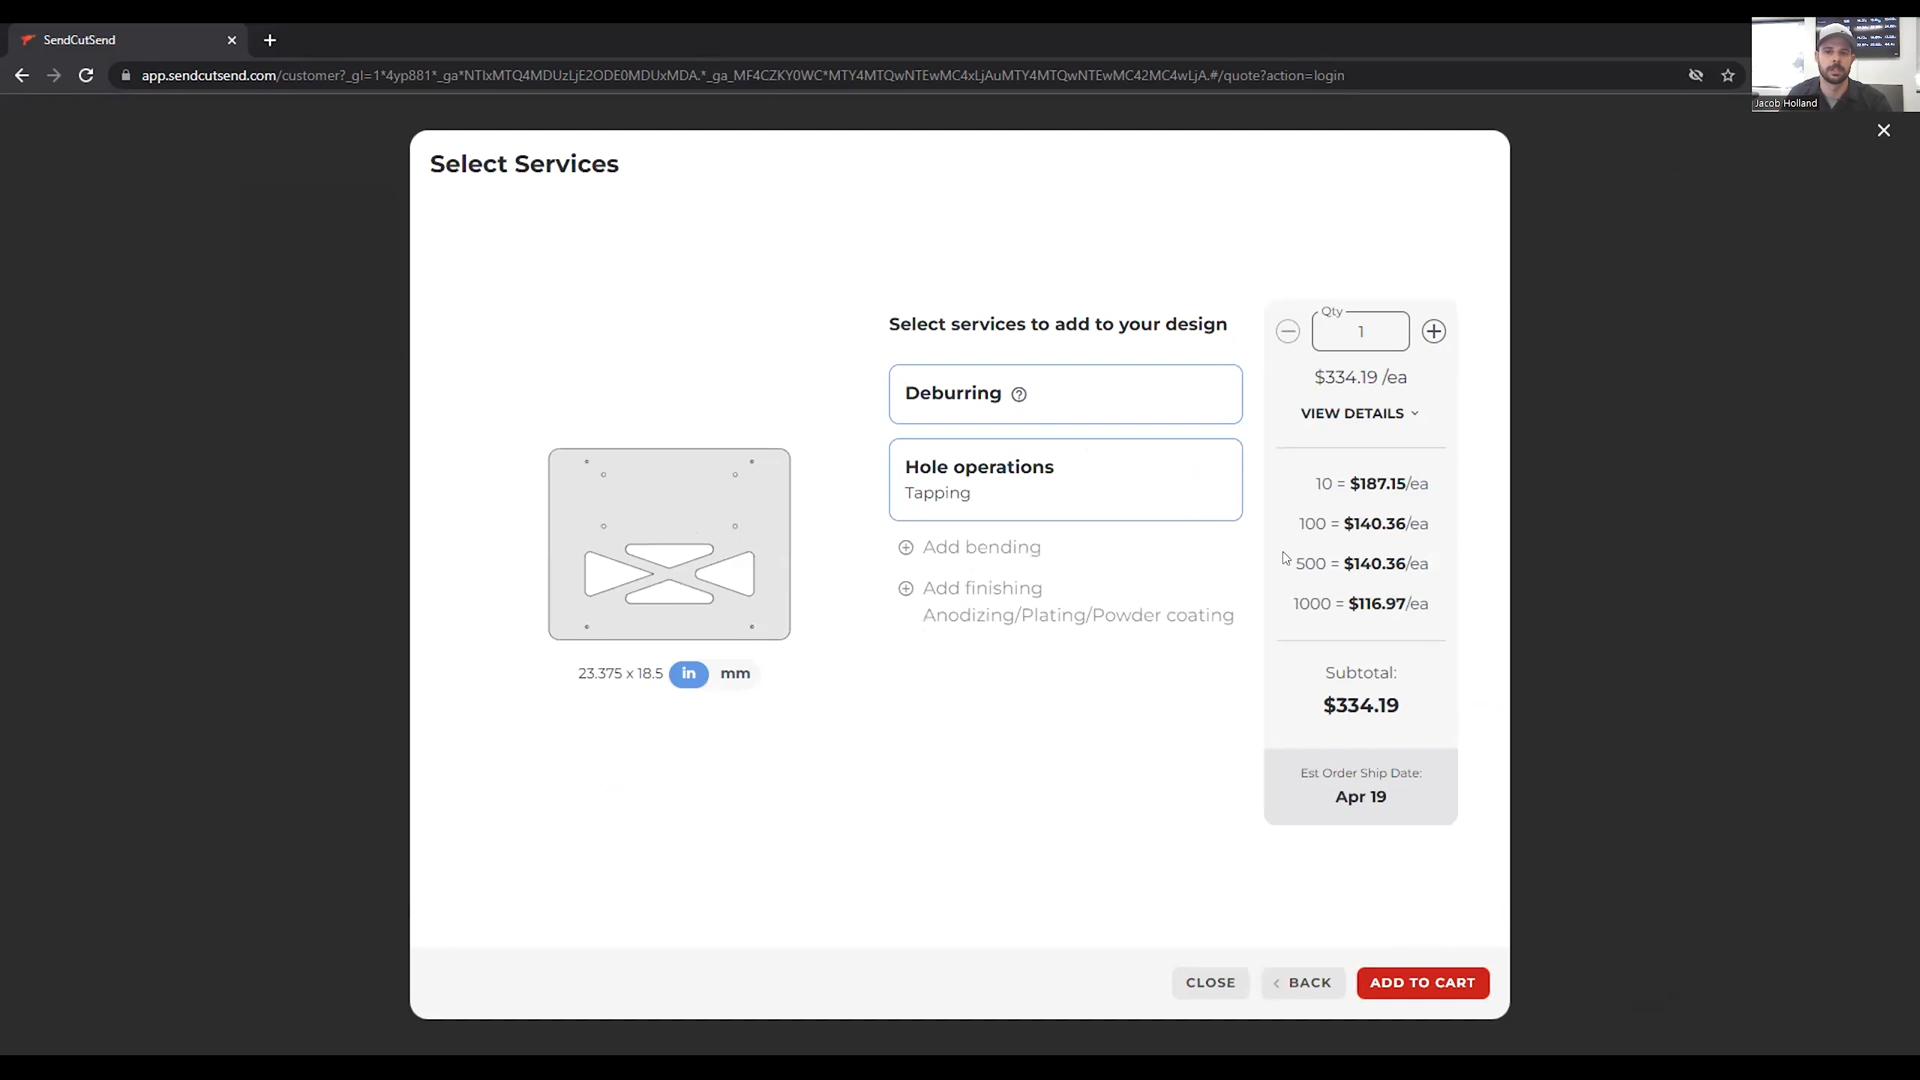 SendCutSend
app.sendcutsend.com/customer?_gl=1*4yp881*_ga*NTIxMTQ4MDUzLjE2ODE0MDUxMDA.*_ga_MF4CZKY0WC*MTY4MTQwNTEwMC4xLjAuMTY4MTQwNTEwMC42MC4wLjA.#/quote?action=login
Jacob Holland
Select Services
Select services to add to your design
Deburring
Hole operations
Tapping
Add bending
Add finishing
Anodizing/Plating/Powder coating
23.375 x 18.5 in mm
Qty
1
$334.19 /ea
VIEW DETAILS
10 = $187.15/ea
100 = $140.36/ea
500 = $140.36/ea
1000 = $116.97/ea
Subtotal:
$334.19
Est Order Ship Date:
Apr 19
CLOSE
BACK
ADD TO CART